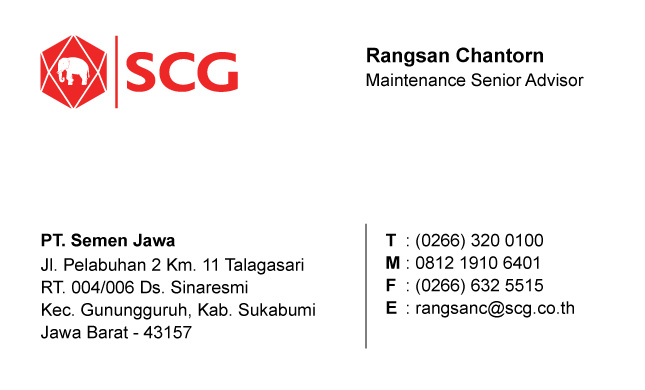 SCG
Rangsan Chantorn
Maintenance Senior Advisor
PT. Semen Jawa
Jl. Pelabuhan 2 Km. 11 Talagasari
RT. 004/006 Ds. Sinaresmi
Kec. Gunungguruh, Kab. Sukabumi
Jawa Barat - 43157
T : (0266) 320 0100
M : 0812 1910 6401
F : (0266) 632 5515
E : rangsanc@scg.co.th